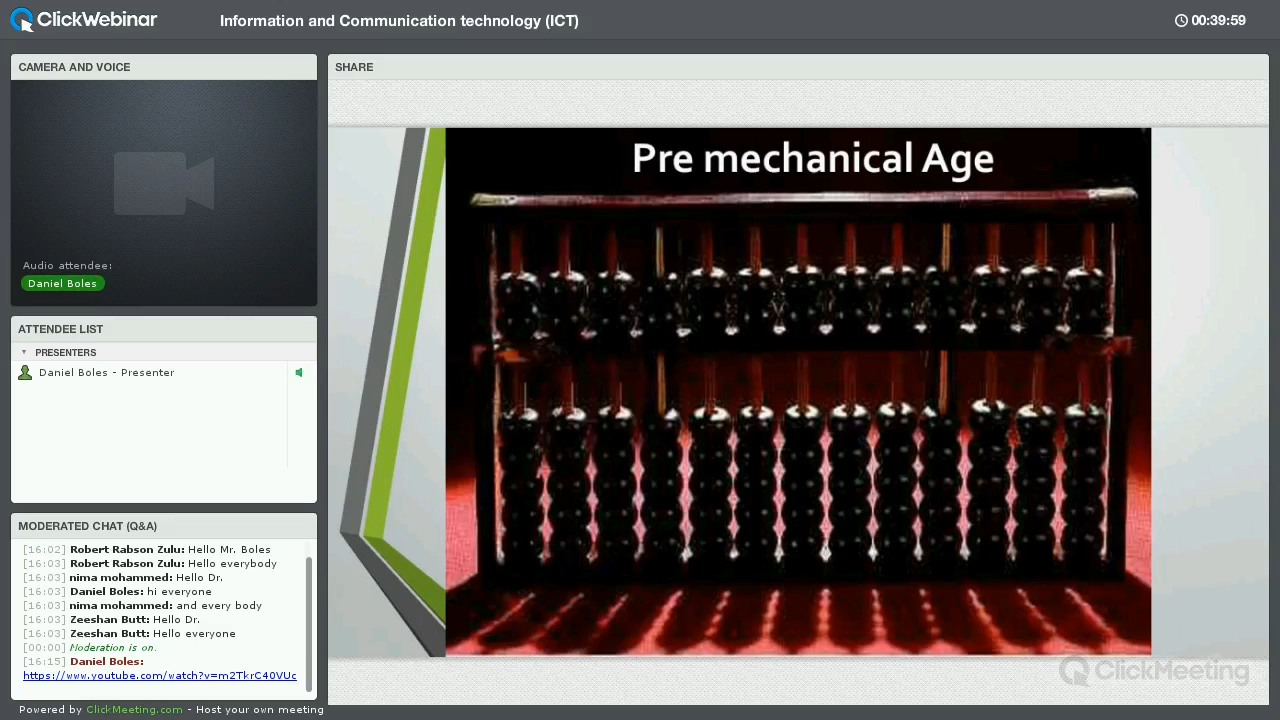 ClickWebinar
Information and Communication technology (ICT)
00:39:59
CAMERA AND VOICE
Audio attendee:
Daniel Boles
ATTENDEE LIST
PRESENTERS
Daniel Boles - Presenter
MODERATED CHAT (Q&A)
[16:02] Robert Rabson Zulu: Hello Mr. Boles
[16:03] Robert Rabson Zulu: Hello everybody
[16:03] nima mohammed: Hello Dr.
[16:03] Daniel Boles: hi everyone
[16:03] nima mohammed: and every body
[16:03] Zeeshan Butt: Hello Dr.
[16:03] Zeeshan Butt: Hello everyone
[00:00] Moderation is on.
[16:15] Daniel Boles:
https://www.youtube.com/watch?v=m2TkrC40VUc
Powered by ClickMeeting.com - Host your own meeting
SHARE
Pre mechanical Age
ClickMeeting